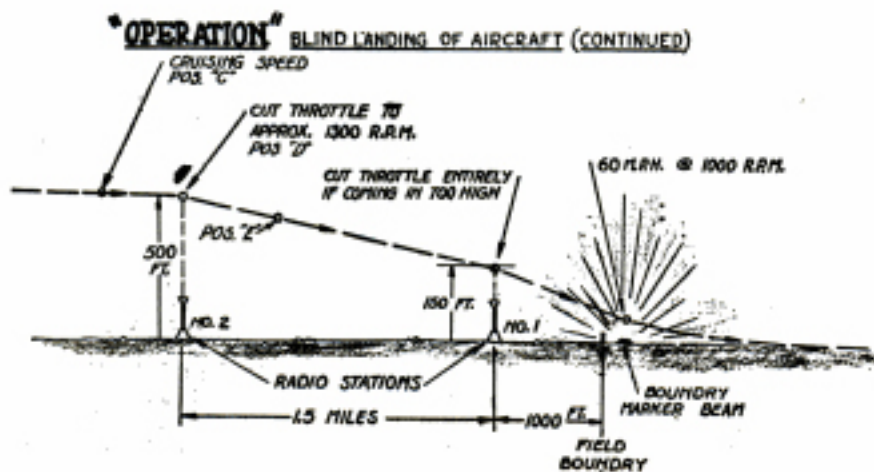 "OPERATION" BLIND LANDING OF AIRCRAFT (CONTINUED)
CRUISING SPEED
POS. "C"
CUT THROTTLE TO
APPROX. 1300 R.P.M.
POS "D"
CUT THROTTLE ENTIRELY
IF COMING IN TOO HIGH
60 M.P.H. @ 1000 R.P.M.
POS. "E"
500
FT.
150 FT.
NO. 2
NO. 1
RADIO STATIONS
BOUNDRY
MARKER BEAM
1.5 MILES
1000 FT.
FIELD
BOUNDRY